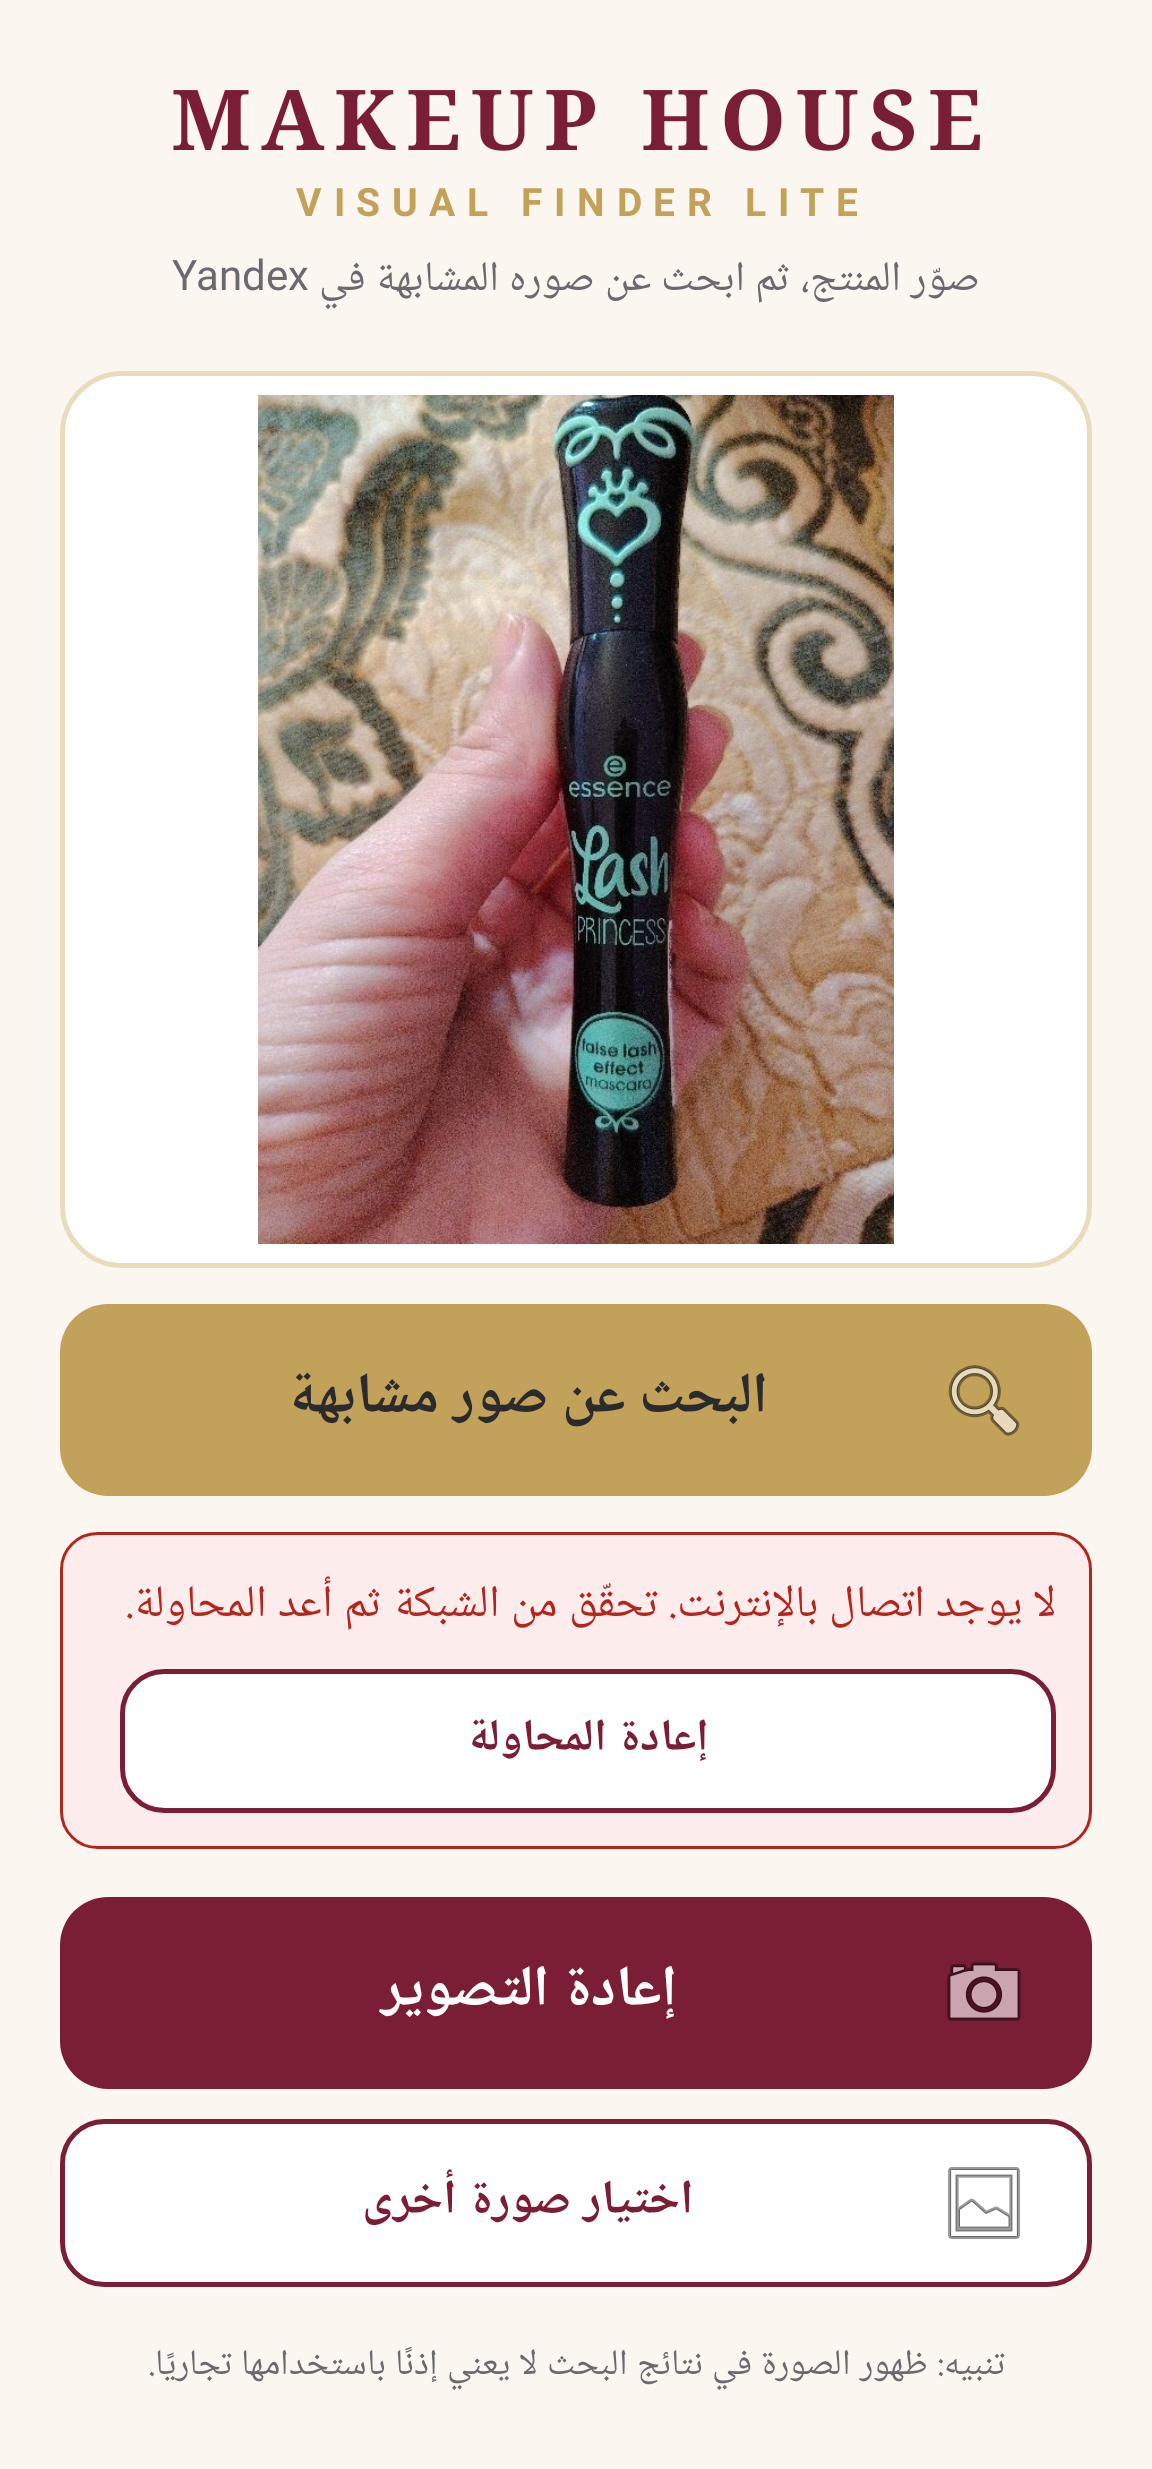 MAKEUP HOUSE
VISUAL FINDER LITE
صوّر المنتج، ثم ابحث عن صوره المشابهة في Yandex
essence
Lash
PRINCESS
false lash
effect
mascara
البحث عن صور مشابهة
لا يوجد اتصال بالإنترنت. تحقّق من الشبكة ثم أعد المحاولة.
إعادة المحاولة
إعادة التصوير
اختيار صورة أخرى
تنبيه: ظهور الصورة في نتائج البحث لا يعني إذنًا باستخدامها تجاريًا.